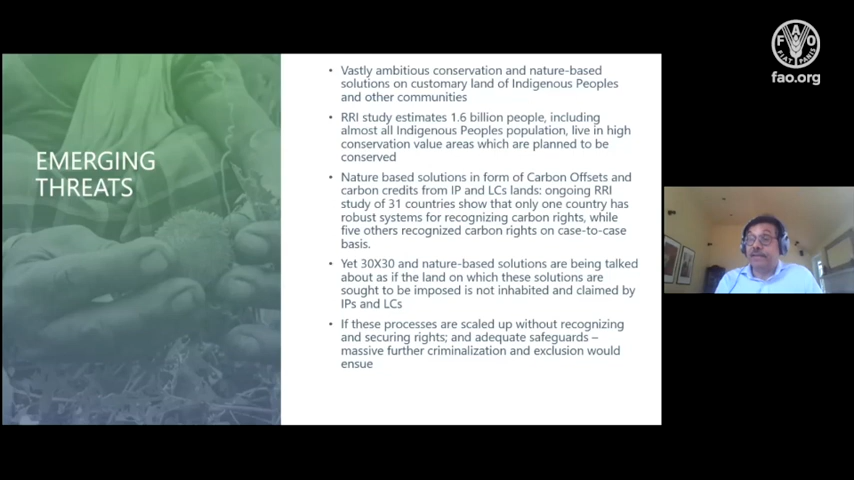 EMERGING
THREATS
• Vastly ambitious conservation and nature-based
solutions on customary land of Indigenous Peoples
and other communities
• RRI study estimates 1.6 billion people, including
almost all Indigenous Peoples population, live in high
conservation value areas which are planned to be
conserved
• Nature based solutions in form of Carbon Offsets and
carbon credits from IP and LCs lands: ongoing RRI
study of 31 countries show that only one country has
robust systems for recognizing carbon rights, while
five others recognized carbon rights on case-to-case
basis.
• Yet 30X30 and nature-based solutions are being talked
about as if the land on which these solutions are
sought to be imposed is not inhabited and claimed by
IPs and LCs
• If these processes are scaled up without recognizing
and securing rights; and adequate safeguards –
massive further criminalization and exclusion would
ensue
F A O
FIAT PANIS
fao.org